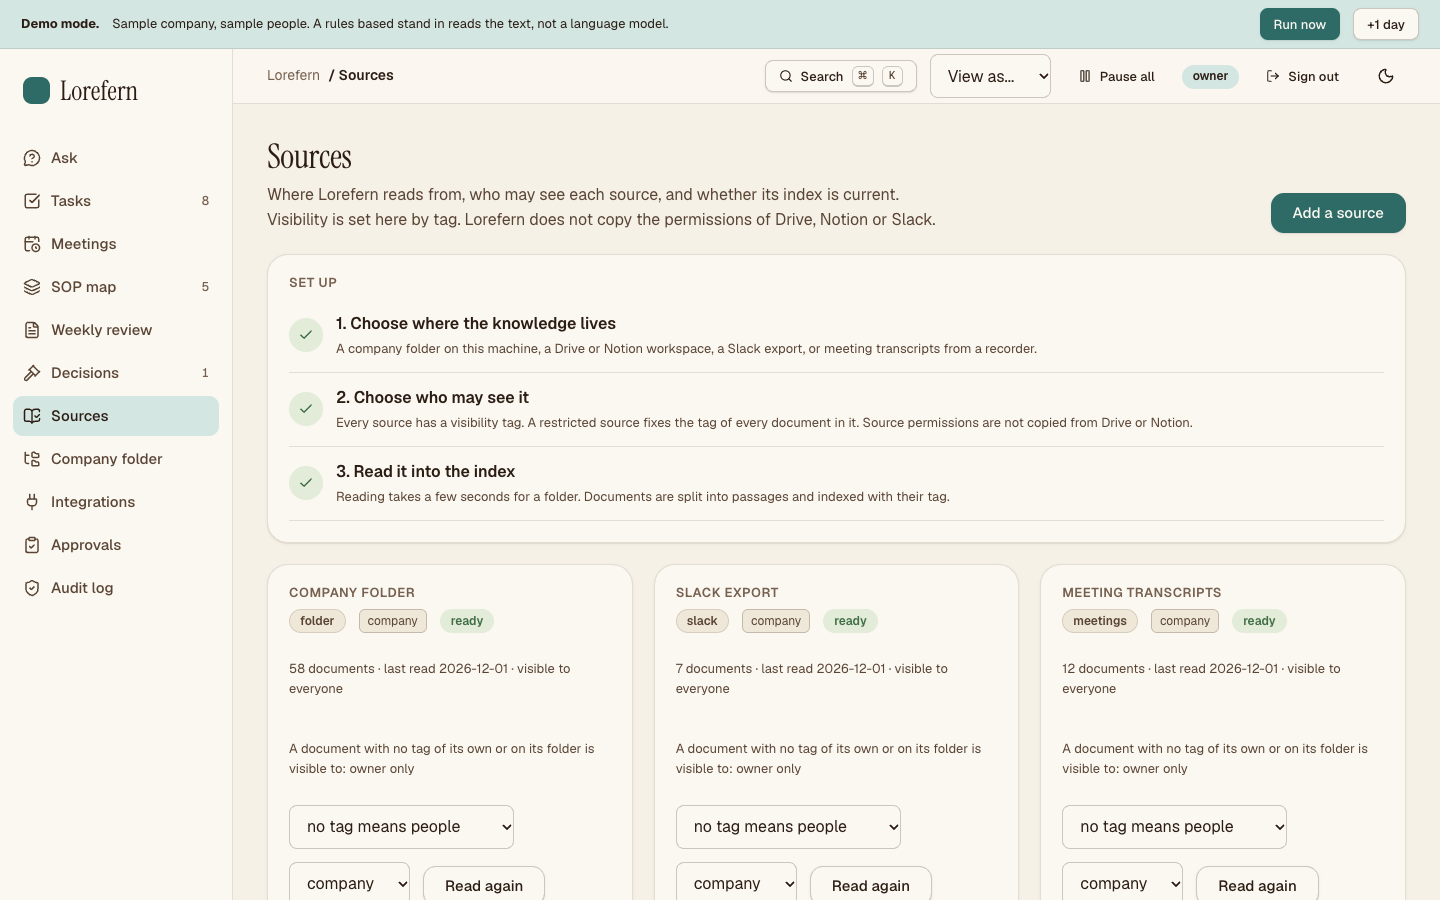 Demo mode. Sample company, sample people. A rules based stand in reads the text, not a language model.
Run now
+1 day
Lorefern
Lorefern / Sources
Search ⌘ K
View as...
Pause all
owner
Sign out
Ask
Tasks 8
Meetings
SOP map 5
Weekly review
Decisions 1
Sources
Company folder
Integrations
Approvals
Audit log
Sources
Where Lorefern reads from, who may see each source, and whether its index is current.
Visibility is set here by tag. Lorefern does not copy the permissions of Drive, Notion or Slack.
Add a source
SET UP
1. Choose where the knowledge lives
A company folder on this machine, a Drive or Notion workspace, a Slack export, or meeting transcripts from a recorder.
2. Choose who may see it
Every source has a visibility tag. A restricted source fixes the tag of every document in it. Source permissions are not copied from Drive or Notion.
3. Read it into the index
Reading takes a few seconds for a folder. Documents are split into passages and indexed with their tag.
COMPANY FOLDER
folder company ready
58 documents · last read 2026-12-01 · visible to
everyone
A document with no tag of its own or on its folder is
visible to: owner only
no tag means people
company
Read again
SLACK EXPORT
slack company ready
7 documents · last read 2026-12-01 · visible to
everyone
A document with no tag of its own or on its folder is
visible to: owner only
no tag means people
company
Read again
MEETING TRANSCRIPTS
meetings company ready
12 documents · last read 2026-12-01 · visible to
everyone
A document with no tag of its own or on its folder is
visible to: owner only
no tag means people
company
Read again